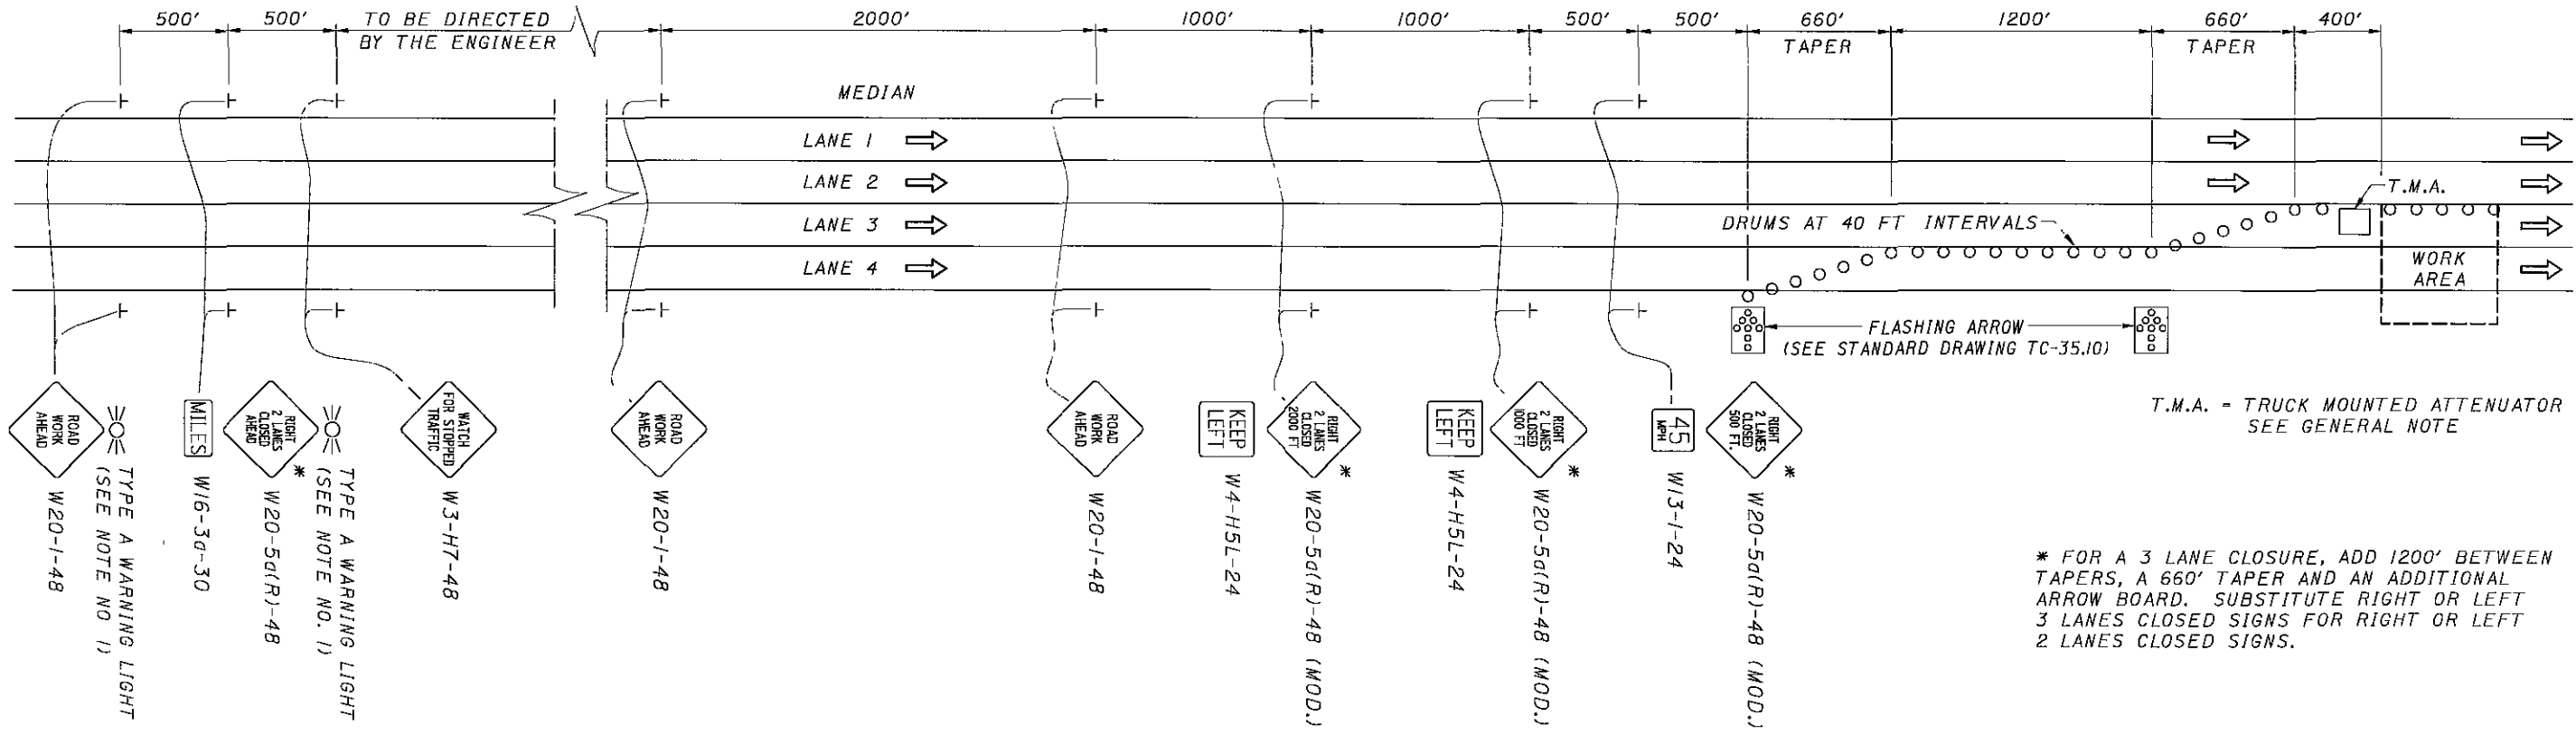 500' 500' TO BE DIRECTED 2000' 1000' 1000' 500' 500' 660' 1200' 660' 400'
BY THE ENGINEER TAPER TAPER
MEDIAN
LANE 1
LANE 2
T.M.A.
LANE 3
DRUMS AT 40 FT INTERVALS
LANE 4
WORK
AREA
FLASHING ARROW
(SEE STANDARD DRAWING TC-35.10)
T.M.A. = TRUCK MOUNTED ATTENUATOR
SEE GENERAL NOTE
ROAD
WORK
AHEAD
W20-1-48
TYPE A WARNING LIGHT
(SEE NOTE NO 1)
MILES
W16-3a-30
RIGHT
2 LANES
CLOSED
AHEAD
*
W20-5a(R)-48
TYPE A WARNING LIGHT
(SEE NOTE NO. 1)
WATCH
FOR STOPPED
TRAFFIC
W3-H7-48
ROAD
WORK
AHEAD
W20-1-48
ROAD
WORK
AHEAD
W20-1-48
KEEP
LEFT
W4-H5L-24
RIGHT
2 LANES
CLOSED
2000 FT
*
W20-5a(R)-48 (MOD.)
KEEP
LEFT
W4-H5L-24
RIGHT
2 LANES
CLOSED
1000 FT
*
W20-5a(R)-48 (MOD.)
45
MPH
W13-1-24
RIGHT
2 LANES
CLOSED
500 FT.
*
W20-5a(R)-48 (MOD.)
* FOR A 3 LANE CLOSURE, ADD 1200' BETWEEN
TAPERS, A 660' TAPER AND AN ADDITIONAL
ARROW BOARD. SUBSTITUTE RIGHT OR LEFT
3 LANES CLOSED SIGNS FOR RIGHT OR LEFT
2 LANES CLOSED SIGNS.